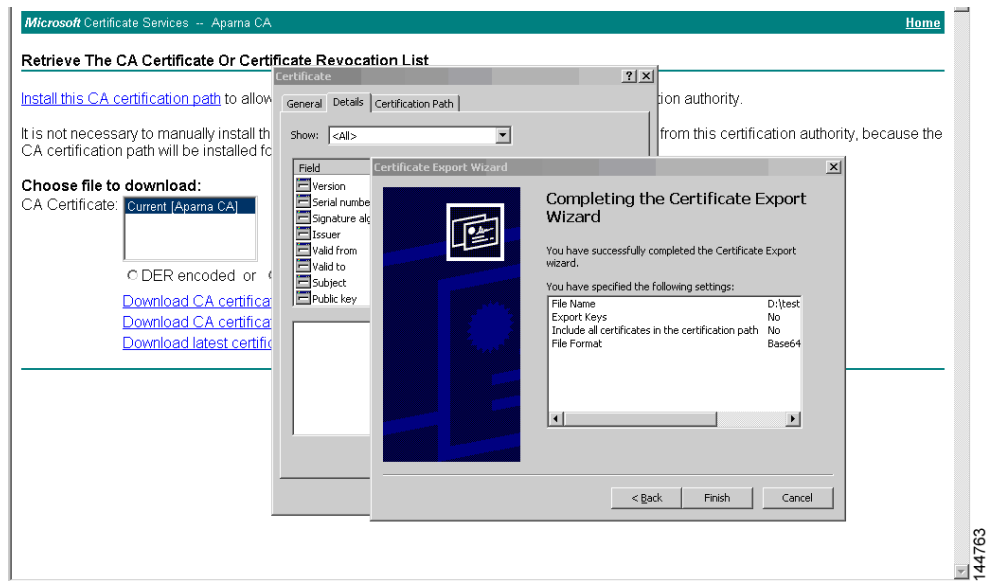 Microsoft Certificate Services -- Aparna CA Home
Retrieve The CA Certificate Or Certificate Revocation List
Install this CA certification path to allow
tion authority.
It is not necessary to manually install th
from this certification authority, because the
CA certification path will be installed fo
Choose file to download:
CA Certificate: Current [Aparna CA]
DER encoded or
Download CA certifica
Download CA certifica
Download latest certific
Certificate
General Details Certification Path
Show: <All>
Field
Version
Serial numbe
Signature alg
Issuer
Valid from
Valid to
Subject
Public key
Certificate Export Wizard
Completing the Certificate Export
Wizard
You have successfully completed the Certificate Export
wizard.
You have specified the following settings:
File Name D:\test
Export Keys No
Include all certificates in the certification path No
File Format Base64
< Back Finish Cancel
144763